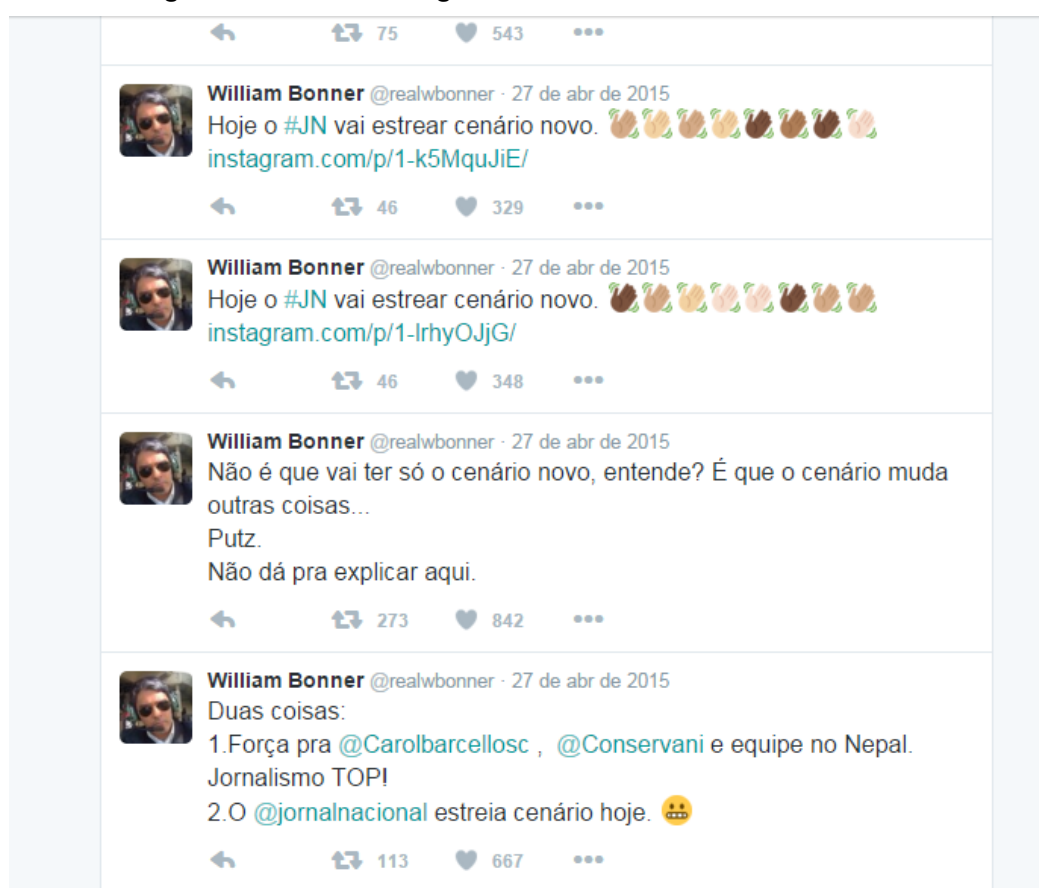 75 543
William Bonner @realwbonner · 27 de abr de 2015
Hoje o #JN vai estrear cenário novo. 👏🏽👏🏼👏🏽👏🏼👏🏿👏🏾👏🏿👏🏻
instagram.com/p/1-k5MquJiE/
46 329
William Bonner @realwbonner · 27 de abr de 2015
Hoje o #JN vai estrear cenário novo. 👏🏿👏🏽👏🏼👏🏻👏🏻👏🏿👏🏽👏🏽
instagram.com/p/1-lrhyOJjG/
46 348
William Bonner @realwbonner · 27 de abr de 2015
Não é que vai ter só o cenário novo, entende? É que o cenário muda
outras coisas...
Putz.
Não dá pra explicar aqui.
273 842
William Bonner @realwbonner · 27 de abr de 2015
Duas coisas:
1.Força pra @Carolbarcellosc , @Conservani e equipe no Nepal.
Jornalismo TOP!
2.O @jornalnacional estreia cenário hoje. 😬
113 667